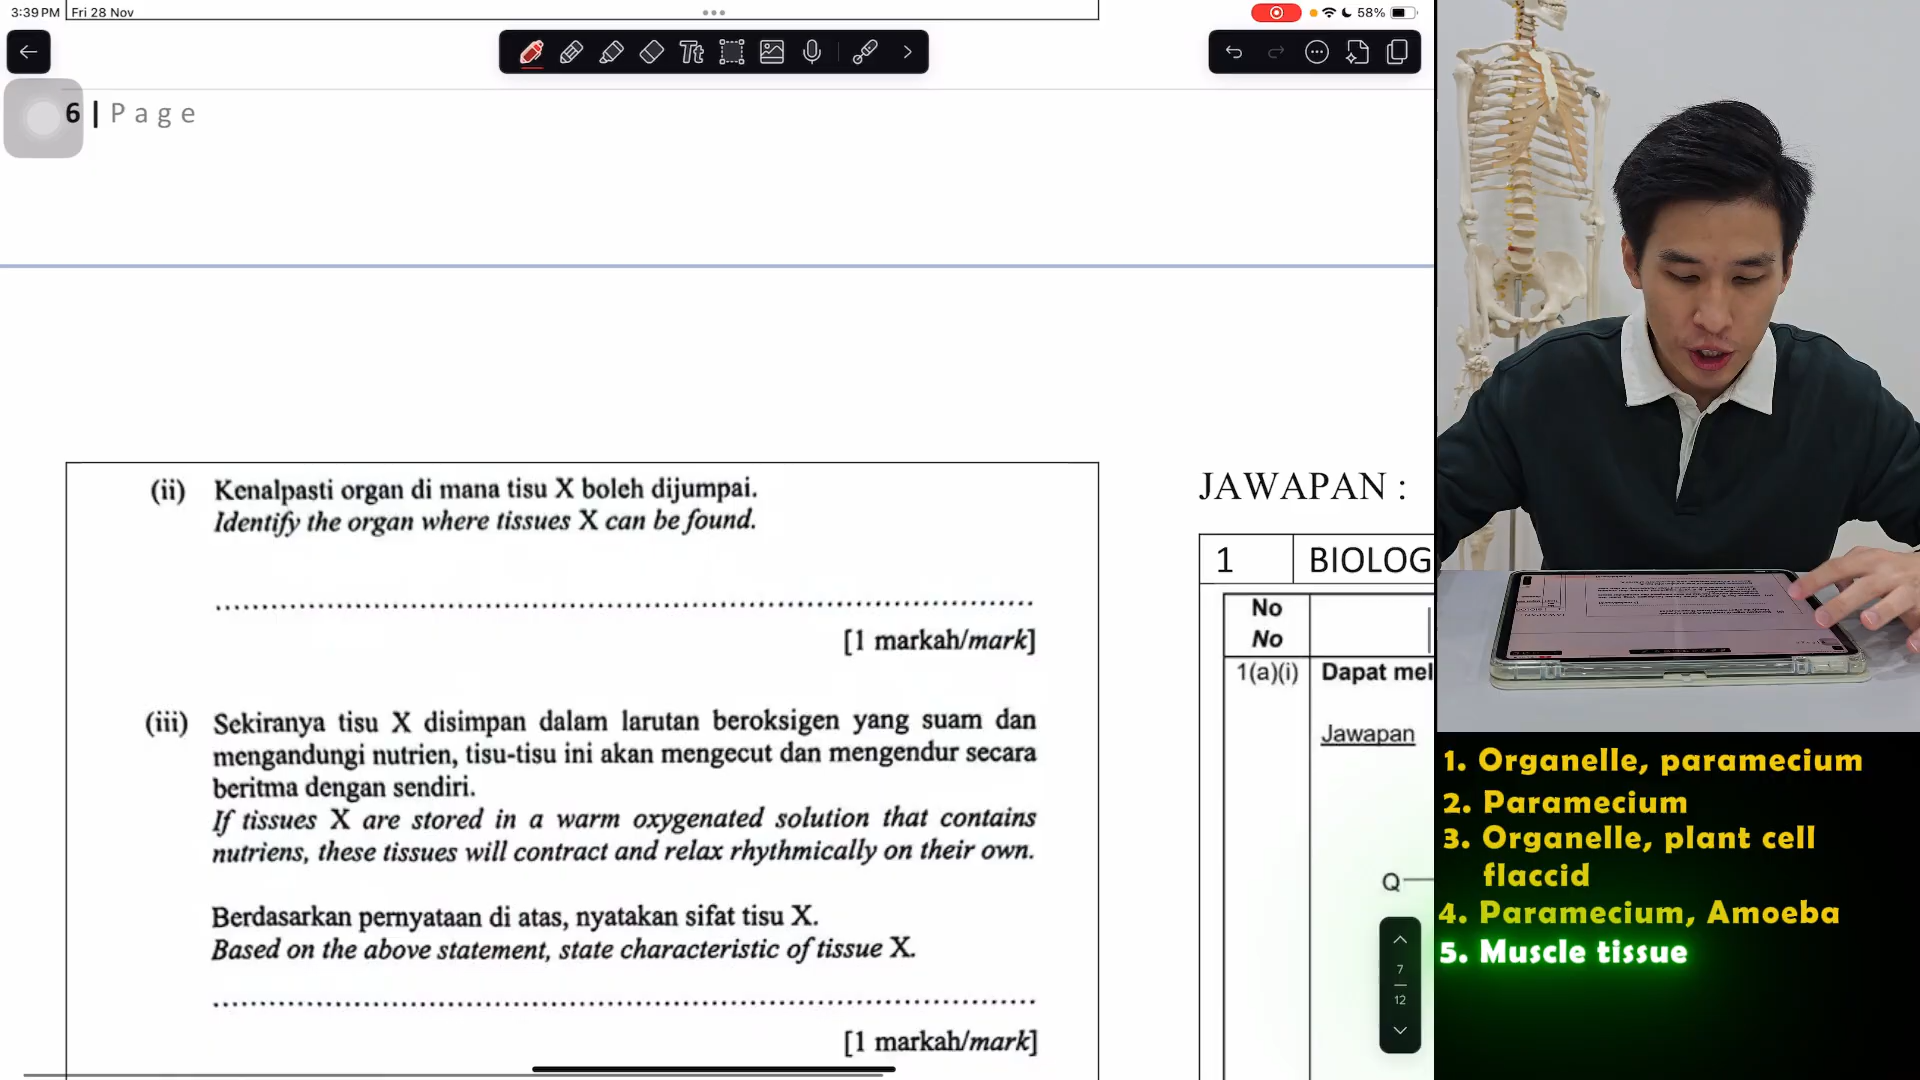 3:39 PM Fri 28 Nov
58%
Tt
6 | Page
(ii) Kenalpasti organ di mana tisu X boleh dijumpai.
Identify the organ where tissues X can be found.
[1 markah/mark]
(iii) Sekiranya tisu X disimpan dalam larutan beroksigen yang suam dan
mengandungi nutrien, tisu-tisu ini akan mengecut dan mengendur secara
beritma dengan sendiri.
If tissues X are stored in a warm oxygenated solution that contains
nutriens, these tissues will contract and relax rhythmically on their own.
Berdasarkan pernyataan di atas, nyatakan sifat tisu X.
Based on the above statement, state characteristic of tissue X.
[1 markah/mark]
JAWAPAN :
1 BIOLOG
No
No
1(a)(i) Dapat mel
Jawapan
Q
7
12
1. Organelle, paramecium
2. Paramecium
3. Organelle, plant cell
flaccid
4. Paramecium, Amoeba
5. Muscle tissue